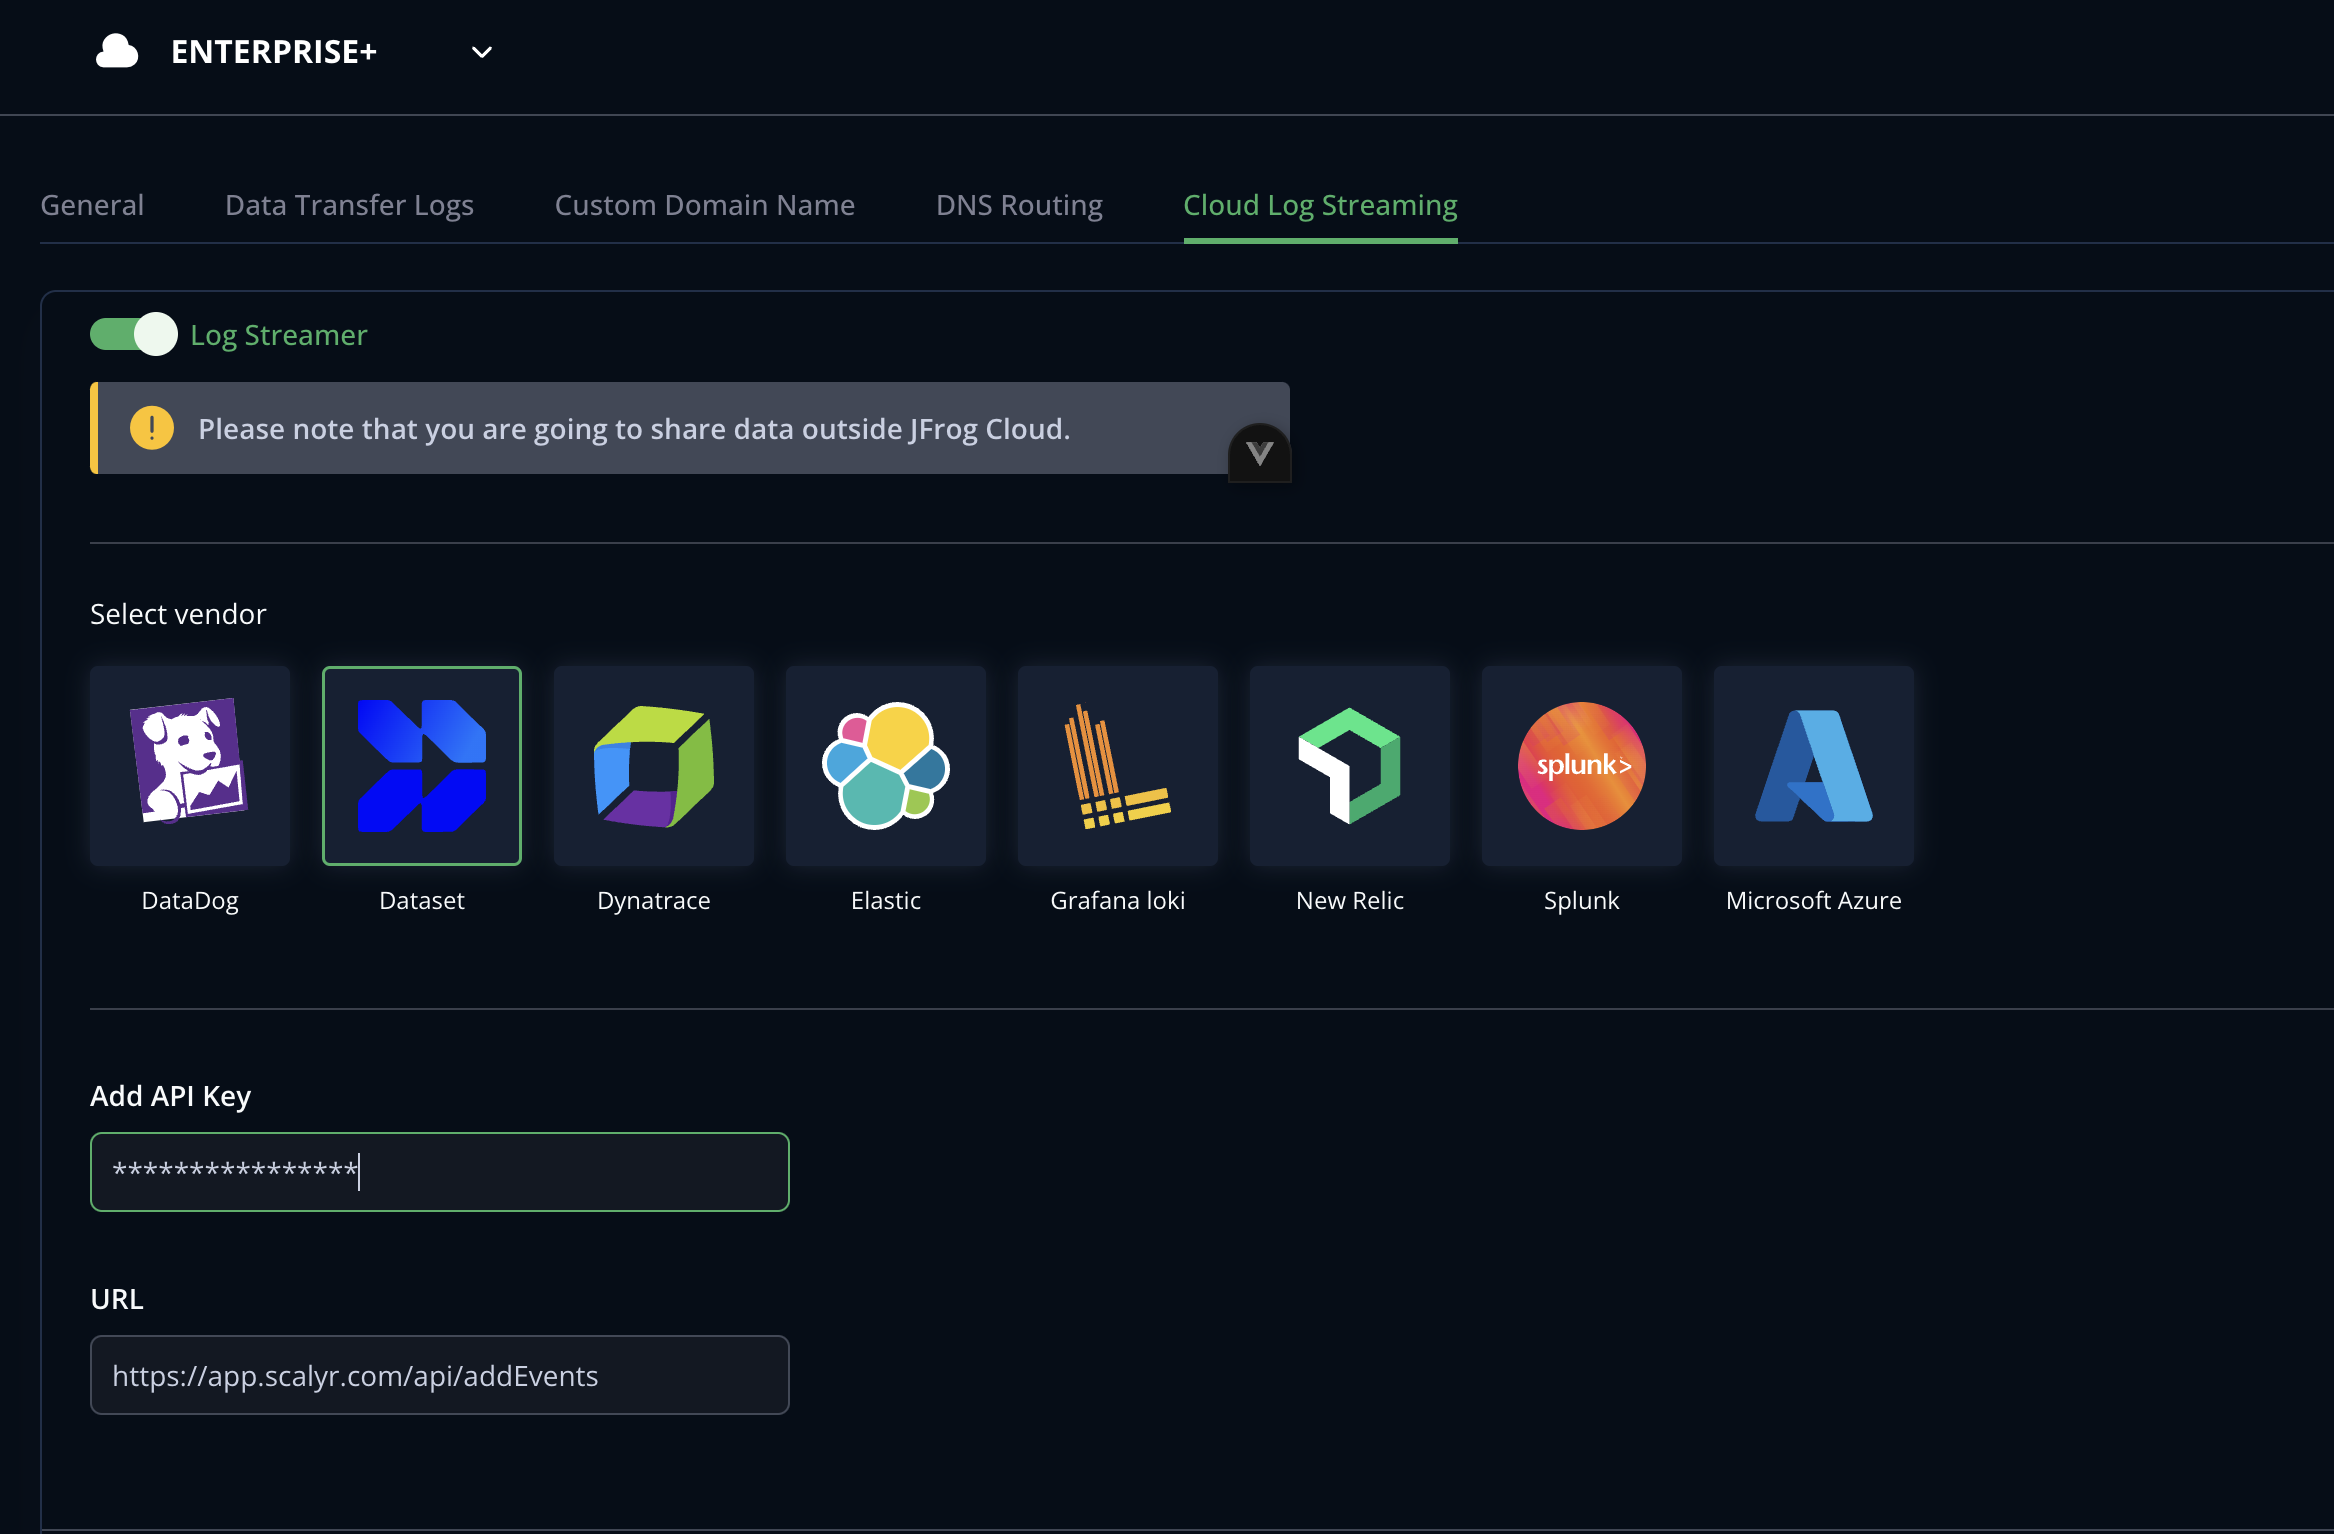 ENTERPRISE+
General Data Transfer Logs Custom Domain Name DNS Routing Cloud Log Streaming
Log Streamer
Please note that you are going to share data outside JFrog Cloud.
Select vendor
splunk>
DataDog Dataset Dynatrace Elastic Grafana loki New Relic Splunk Microsoft Azure
Add API Key
****************
URL
https://app.scalyr.com/api/addEvents